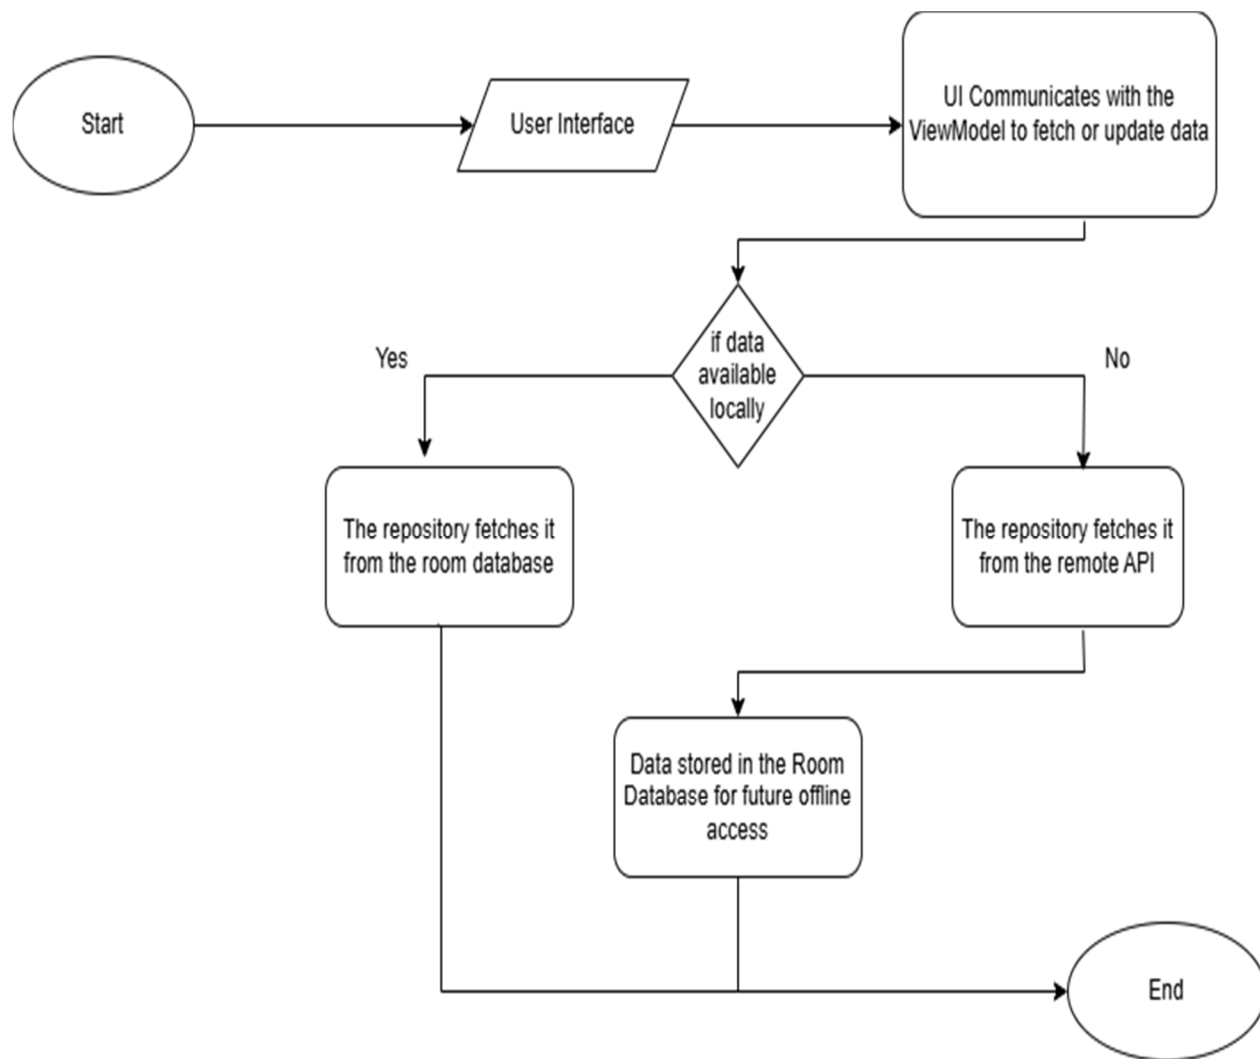 Start
User Interface
UI Communicates with the
ViewModel to fetch or update data
if data
available
locally
Yes
No
The repository fetches it
from the room database
The repository fetches it
from the remote API
Data stored in the Room
Database for future offline
access
End